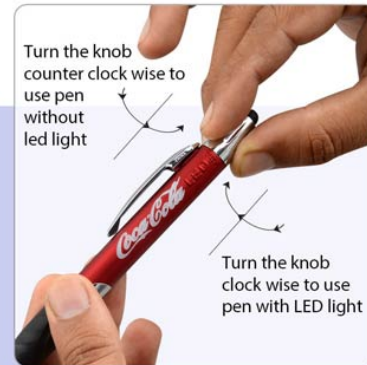 Turn the knob
counter clock wise to
use pen
without
led light
Coca-Cola
Turn the knob
clock wise to use
pen with LED light